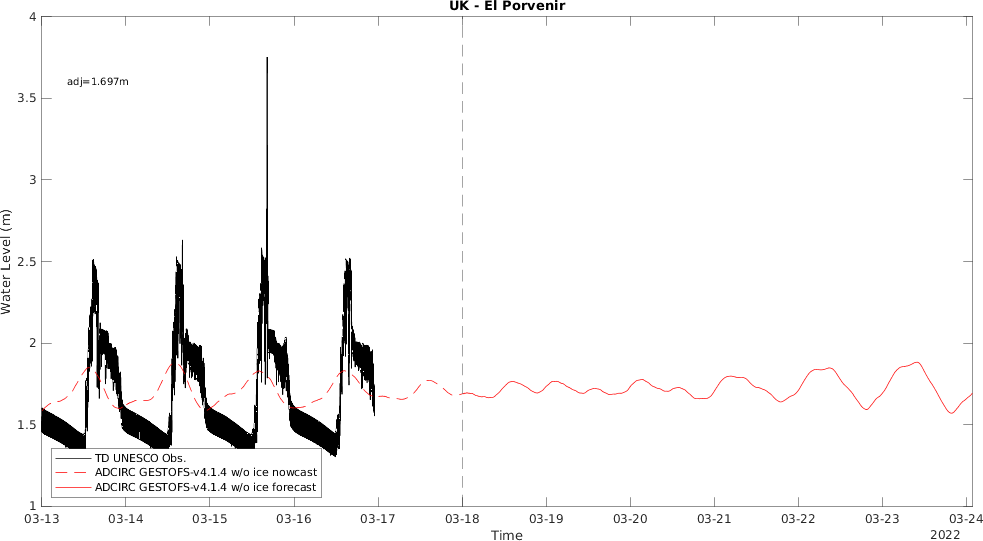 UK - El Porvenir
4
adj=1.697m
3.5
3
2.5
2
1.5
1
Water Level (m)
TD UNESCO Obs.
ADCIRC GESTOFS-v4.1.4 w/o ice nowcast
ADCIRC GESTOFS-v4.1.4 w/o ice forecast
03-13 03-14 03-15 03-16 03-17 03-18 03-19 03-20 03-21 03-22 03-23 03-24
Time
2022